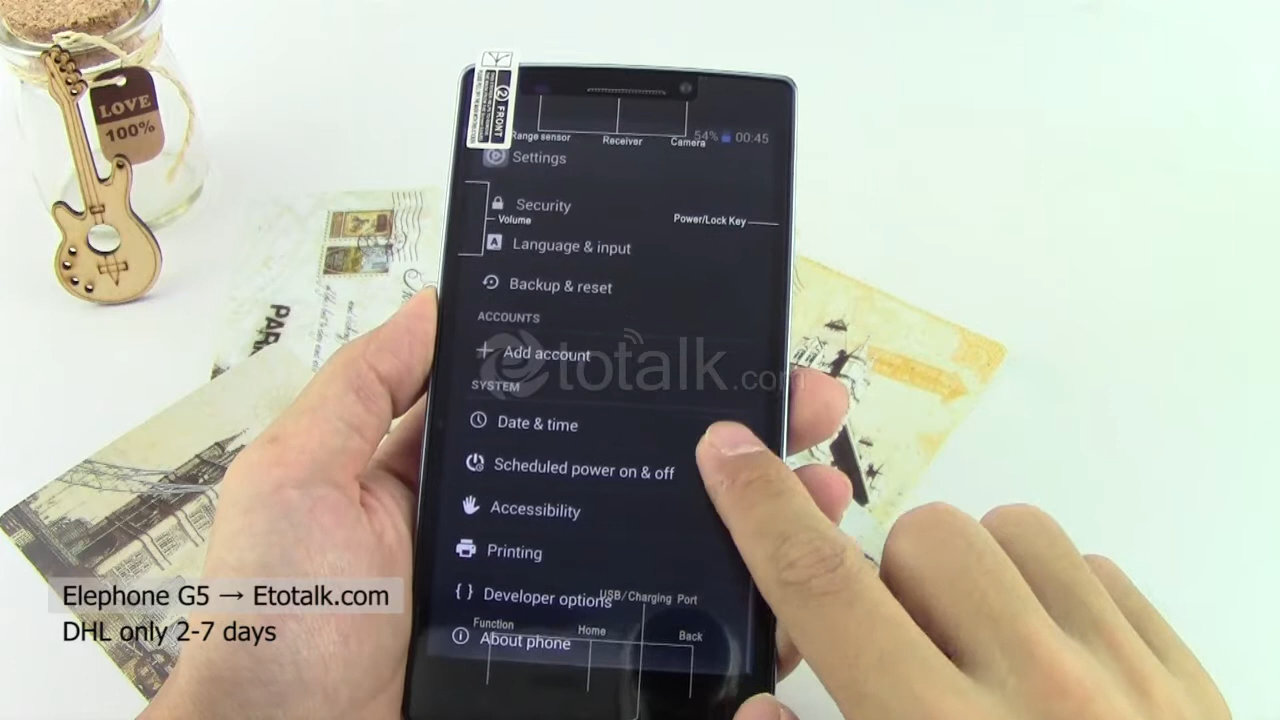 LOVE
100%
FRONT
Range sensor
Receiver
Camera
54%
00:45
Settings
Security
Volume
Power/Lock Key
Language & input
Backup & reset
ACCOUNTS
Add account
etotalk.com
SYSTEM
Date & time
Scheduled power on & off
Accessibility
Printing
Developer options
USB/Charging Port
Function
Home
Back
About phone
Elephone G5 → Etotalk.com
DHL only 2-7 days